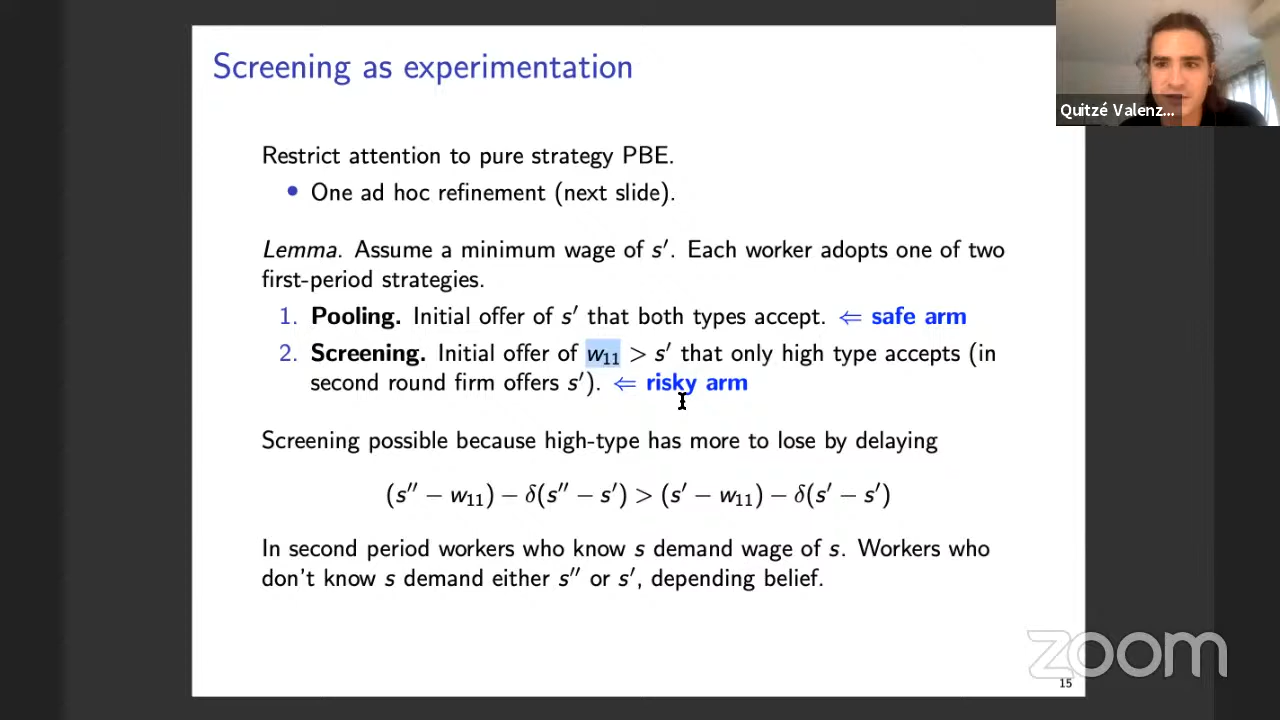 Screening as experimentation
Quitzé Valenz...
Restrict attention to pure strategy PBE.
• One ad hoc refinement (next slide).
Lemma. Assume a minimum wage of s′. Each worker adopts one of two
first-period strategies.
1. Pooling. Initial offer of s′ that both types accept. ⇐ safe arm
2. Screening. Initial offer of w₁₁ > s′ that only high type accepts (in
second round firm offers s′). ⇐ risky arm
Screening possible because high-type has more to lose by delaying
(s″ − w₁₁) − δ(s″ − s′) > (s′ − w₁₁) − δ(s′ − s′)
In second period workers who know s demand wage of s. Workers who
don't know s demand either s″ or s′, depending belief.
zoom
15